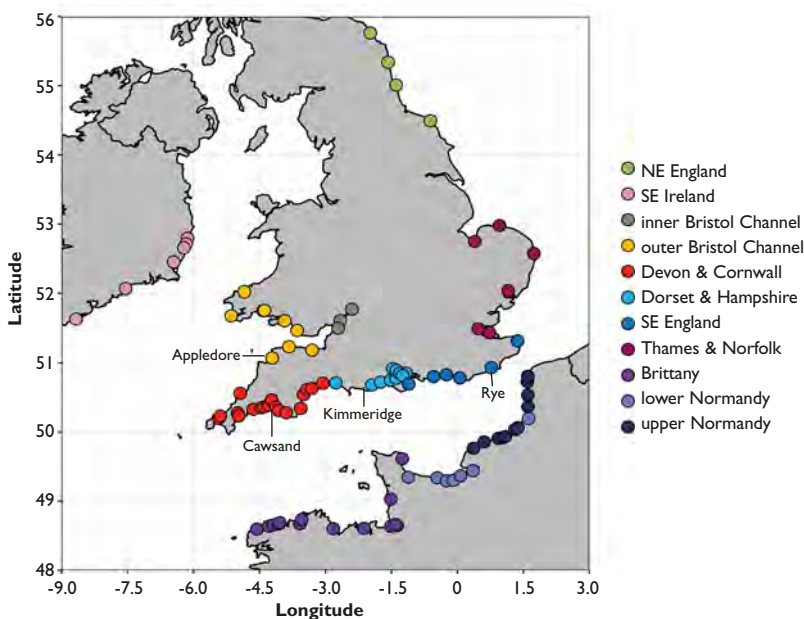 56
55
54
53
52
51
50
49
48
Latitude
-9.0
-7.5
-6.0
-4.5
-3.0
-1.5
0
1.5
3.0
Longitude
Appledore
Kimmeridge
Cawsand
Rye
NE England
SE Ireland
inner Bristol Channel
outer Bristol Channel
Devon & Cornwall
Dorset & Hampshire
SE England
Thames & Norfolk
Brittany
lower Normandy
upper Normandy